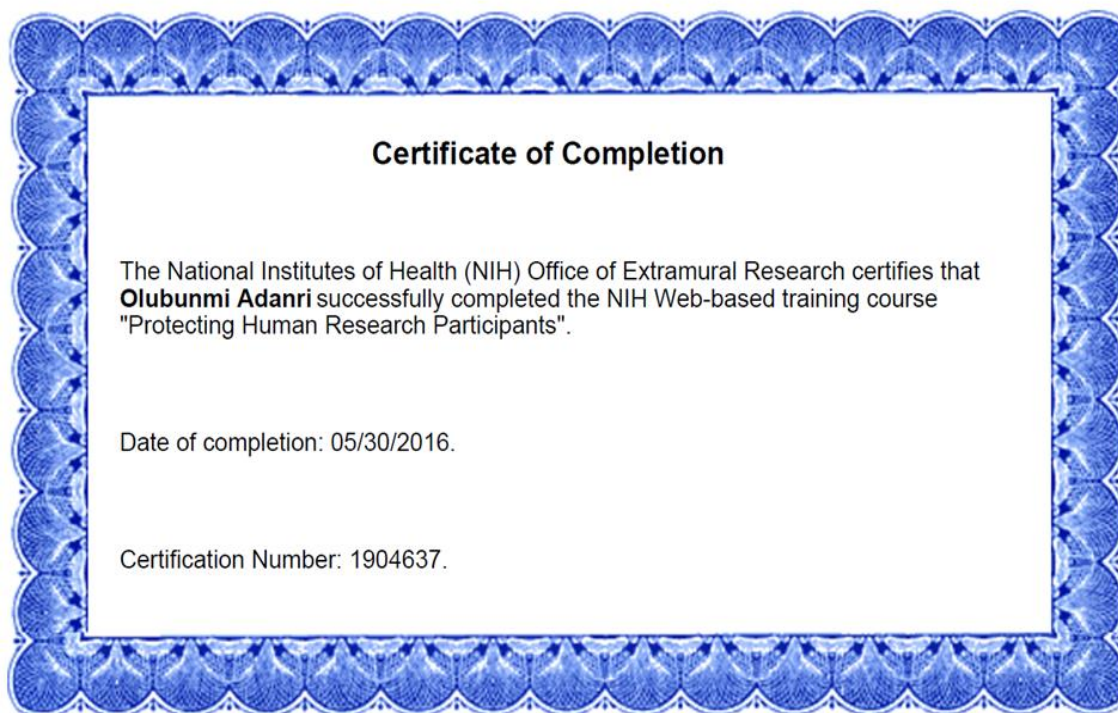 Certificate of Completion
The National Institutes of Health (NIH) Office of Extramural Research certifies that
Olubunmi Adanri successfully completed the NIH Web-based training course
"Protecting Human Research Participants".
Date of completion: 05/30/2016.
Certification Number: 1904637.